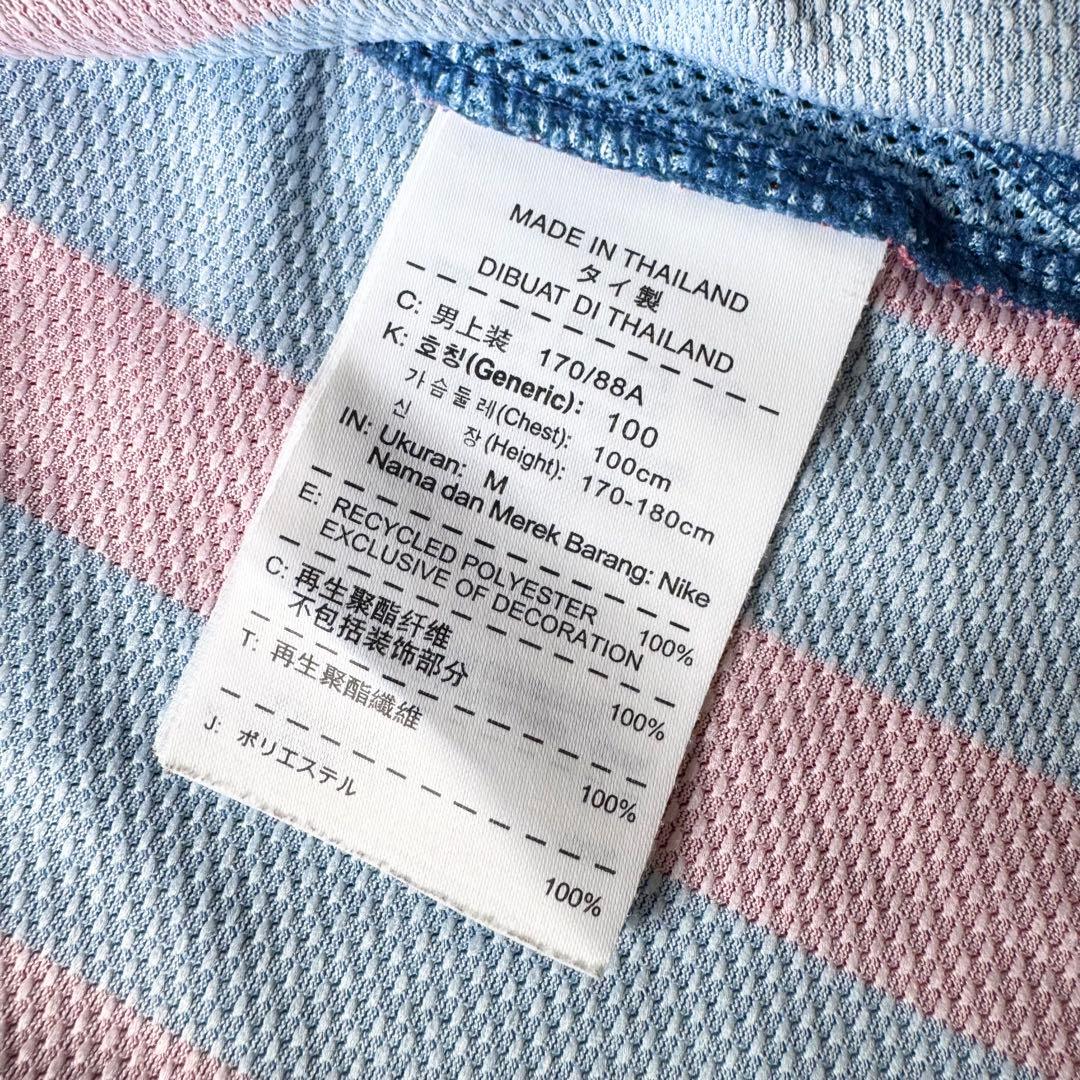 MADE IN THAILAND
タイ製
DIBUAT DI THAILAND
C: 男上装 170/88A
K: 호칭(Generic): 100
가슴둘레(Chest): 100cm
신 장(Height): 170-180cm
IN: Ukuran: M
Nama dan Merek Barang: Nike
E: RECYCLED POLYESTER 100%
EXCLUSIVE OF DECORATION
C: 再生聚酯纤维 100%
不包括装饰部分
T: 再生聚酯纖維 100%
J: ポリエステル 100%